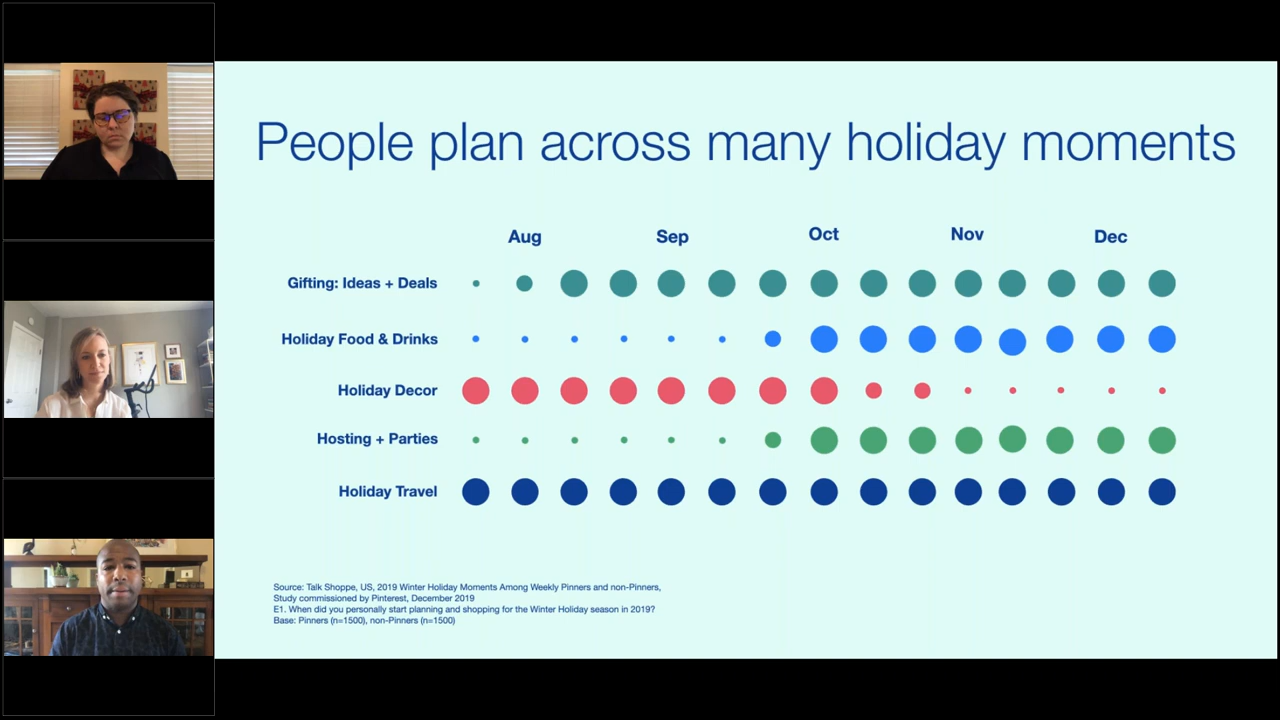 People plan across many holiday moments
Aug Sep Oct Nov Dec
Gifting: Ideas + Deals
Holiday Food & Drinks
Holiday Decor
Hosting + Parties
Holiday Travel
Source: Talk Shoppe, US, 2019 Winter Holiday Moments Among Weekly Pinners and non-Pinners,
Study commissioned by Pinterest, December 2019
E1. When did you personally start planning and shopping for the Winter Holiday season in 2019?
Base: Pinners (n=1500), non-Pinners (n=1500)